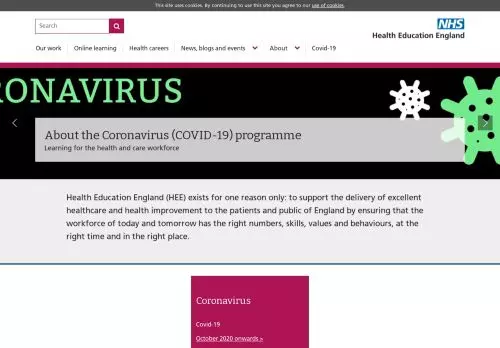 This site uses cookies. By continuing to use this site you agree to our use of cookies.
Search
NHS
Health Education England
Our work Online learning Health careers News, blogs and events About Covid-19
RONAVIRUS
About the Coronavirus (COVID-19) programme
Learning for the health and care workforce
Health Education England (HEE) exists for one reason only: to support the delivery of excellent
healthcare and health improvement to the patients and public of England by ensuring that the
workforce of today and tomorrow has the right numbers, skills, values and behaviours, at the
right time and in the right place.
Coronavirus
Covid-19
October 2020 onwards >